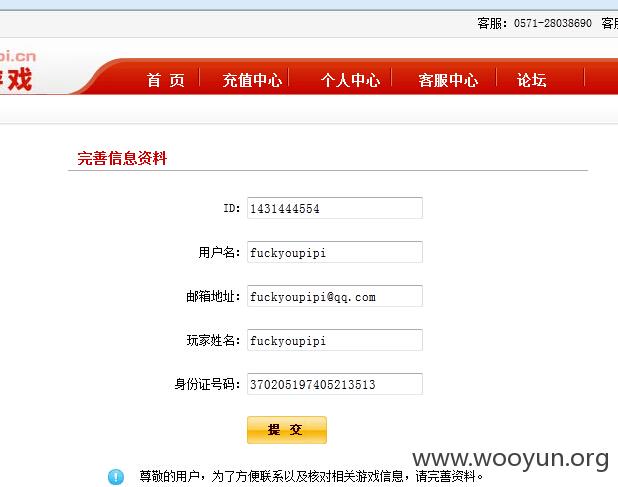 客服：0571-28038690 客服
pi.cn
游戏
首 页 充值中心 个人中心 客服中心 论坛
完善信息资料
ID: 1431444554
用户名: fuckyoupipi
邮箱地址: fuckyoupipi@qq.com
玩家姓名: fuckyoupipi
身份证号码: 370205197405213513
提 交
尊敬的用户，为了方便联系以及核对相关游戏信息，请完善资料。
www.wooyun.org